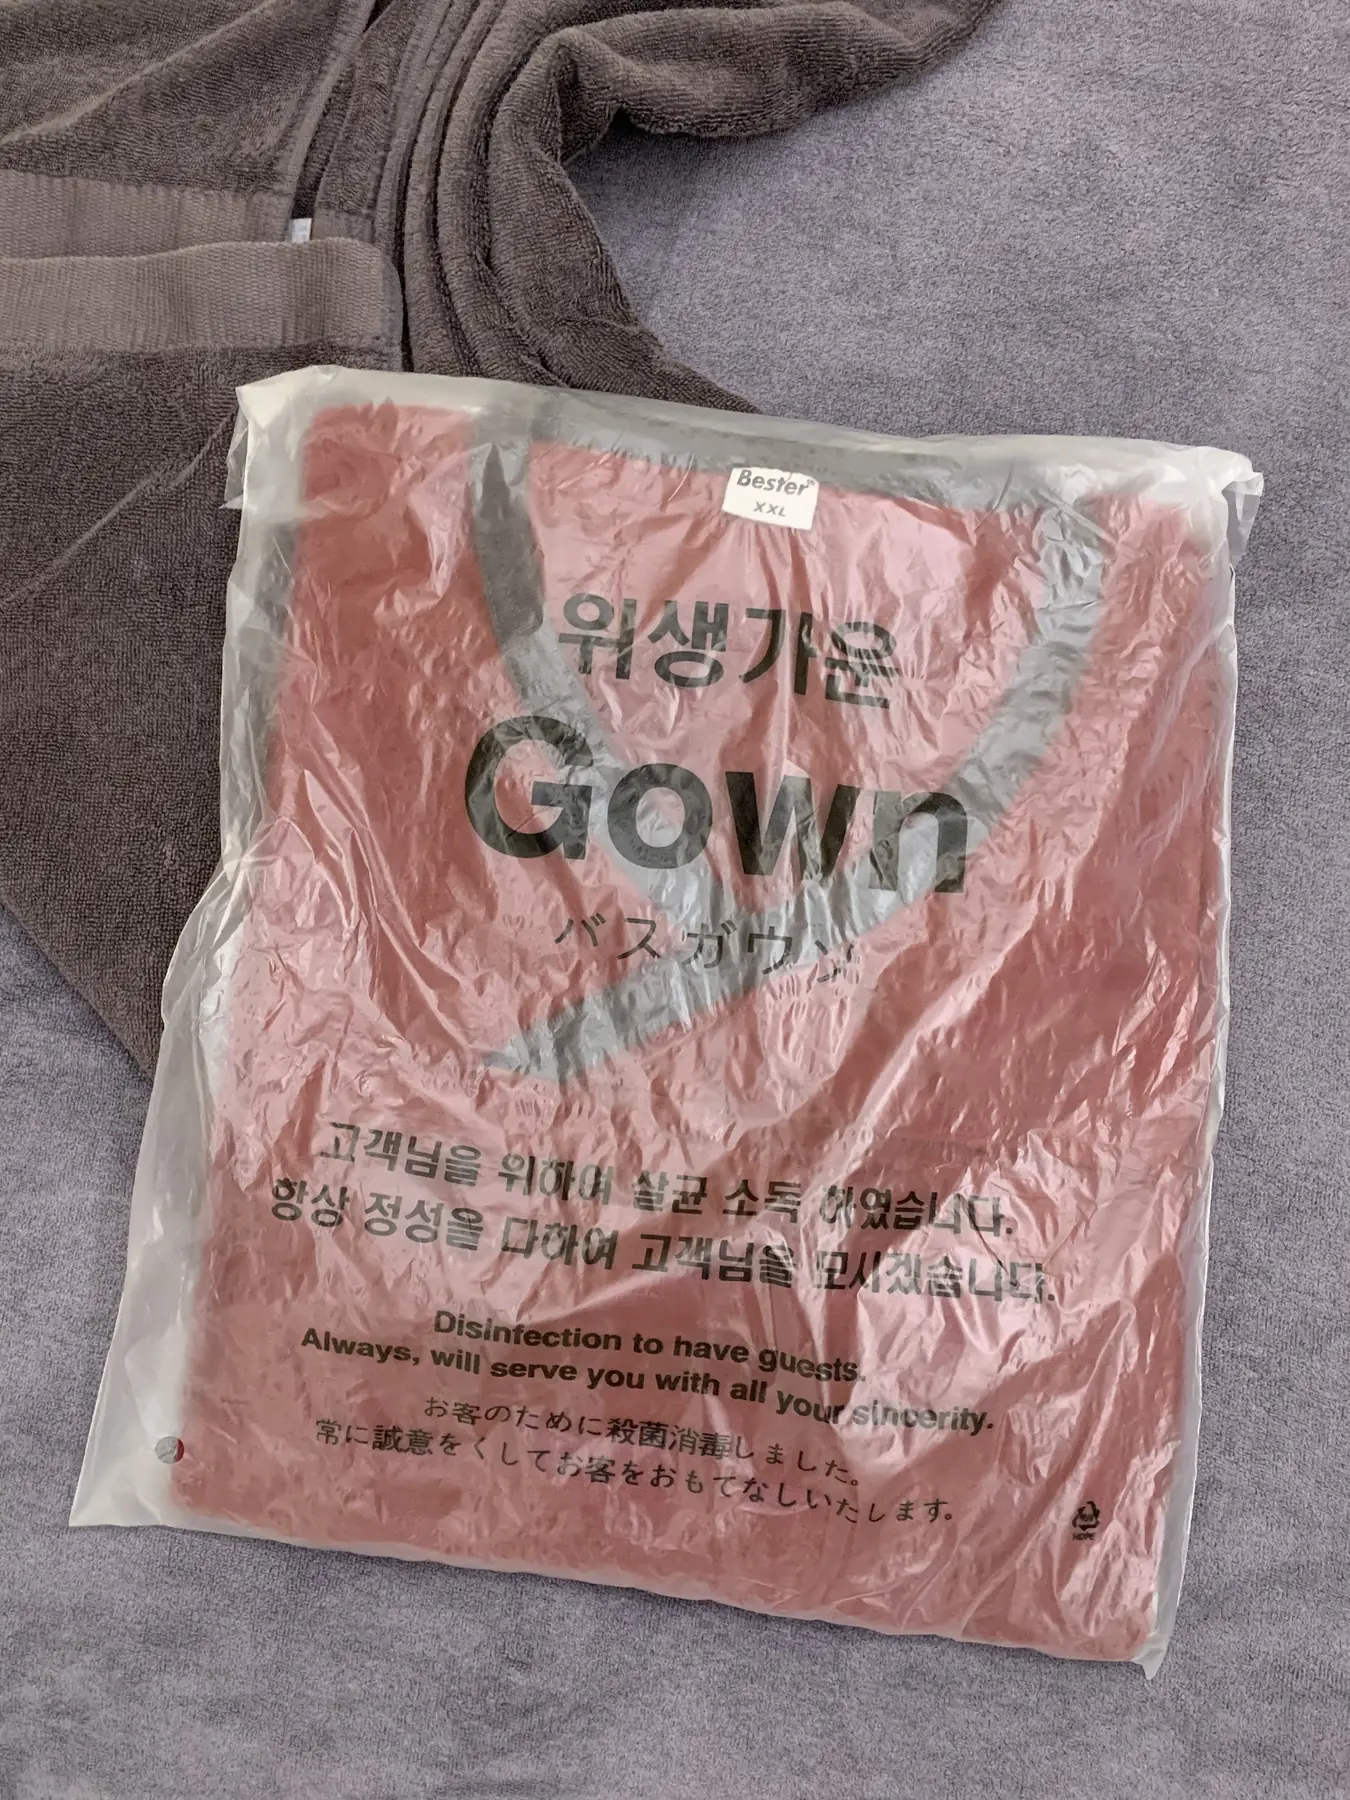 Bester®
XXL
위생가운
Gown
バスガウン
고객님을 위하여 살균 소독 하였습니다.
항상 정성을 다하여 고객님을 모시겠습니다.
Disinfection to have guests.
Always, will serve you with all your sincerity.
お客のために殺菌消毒しました。
常に誠意をくしてお客をおもてなしいたします。
HDPE